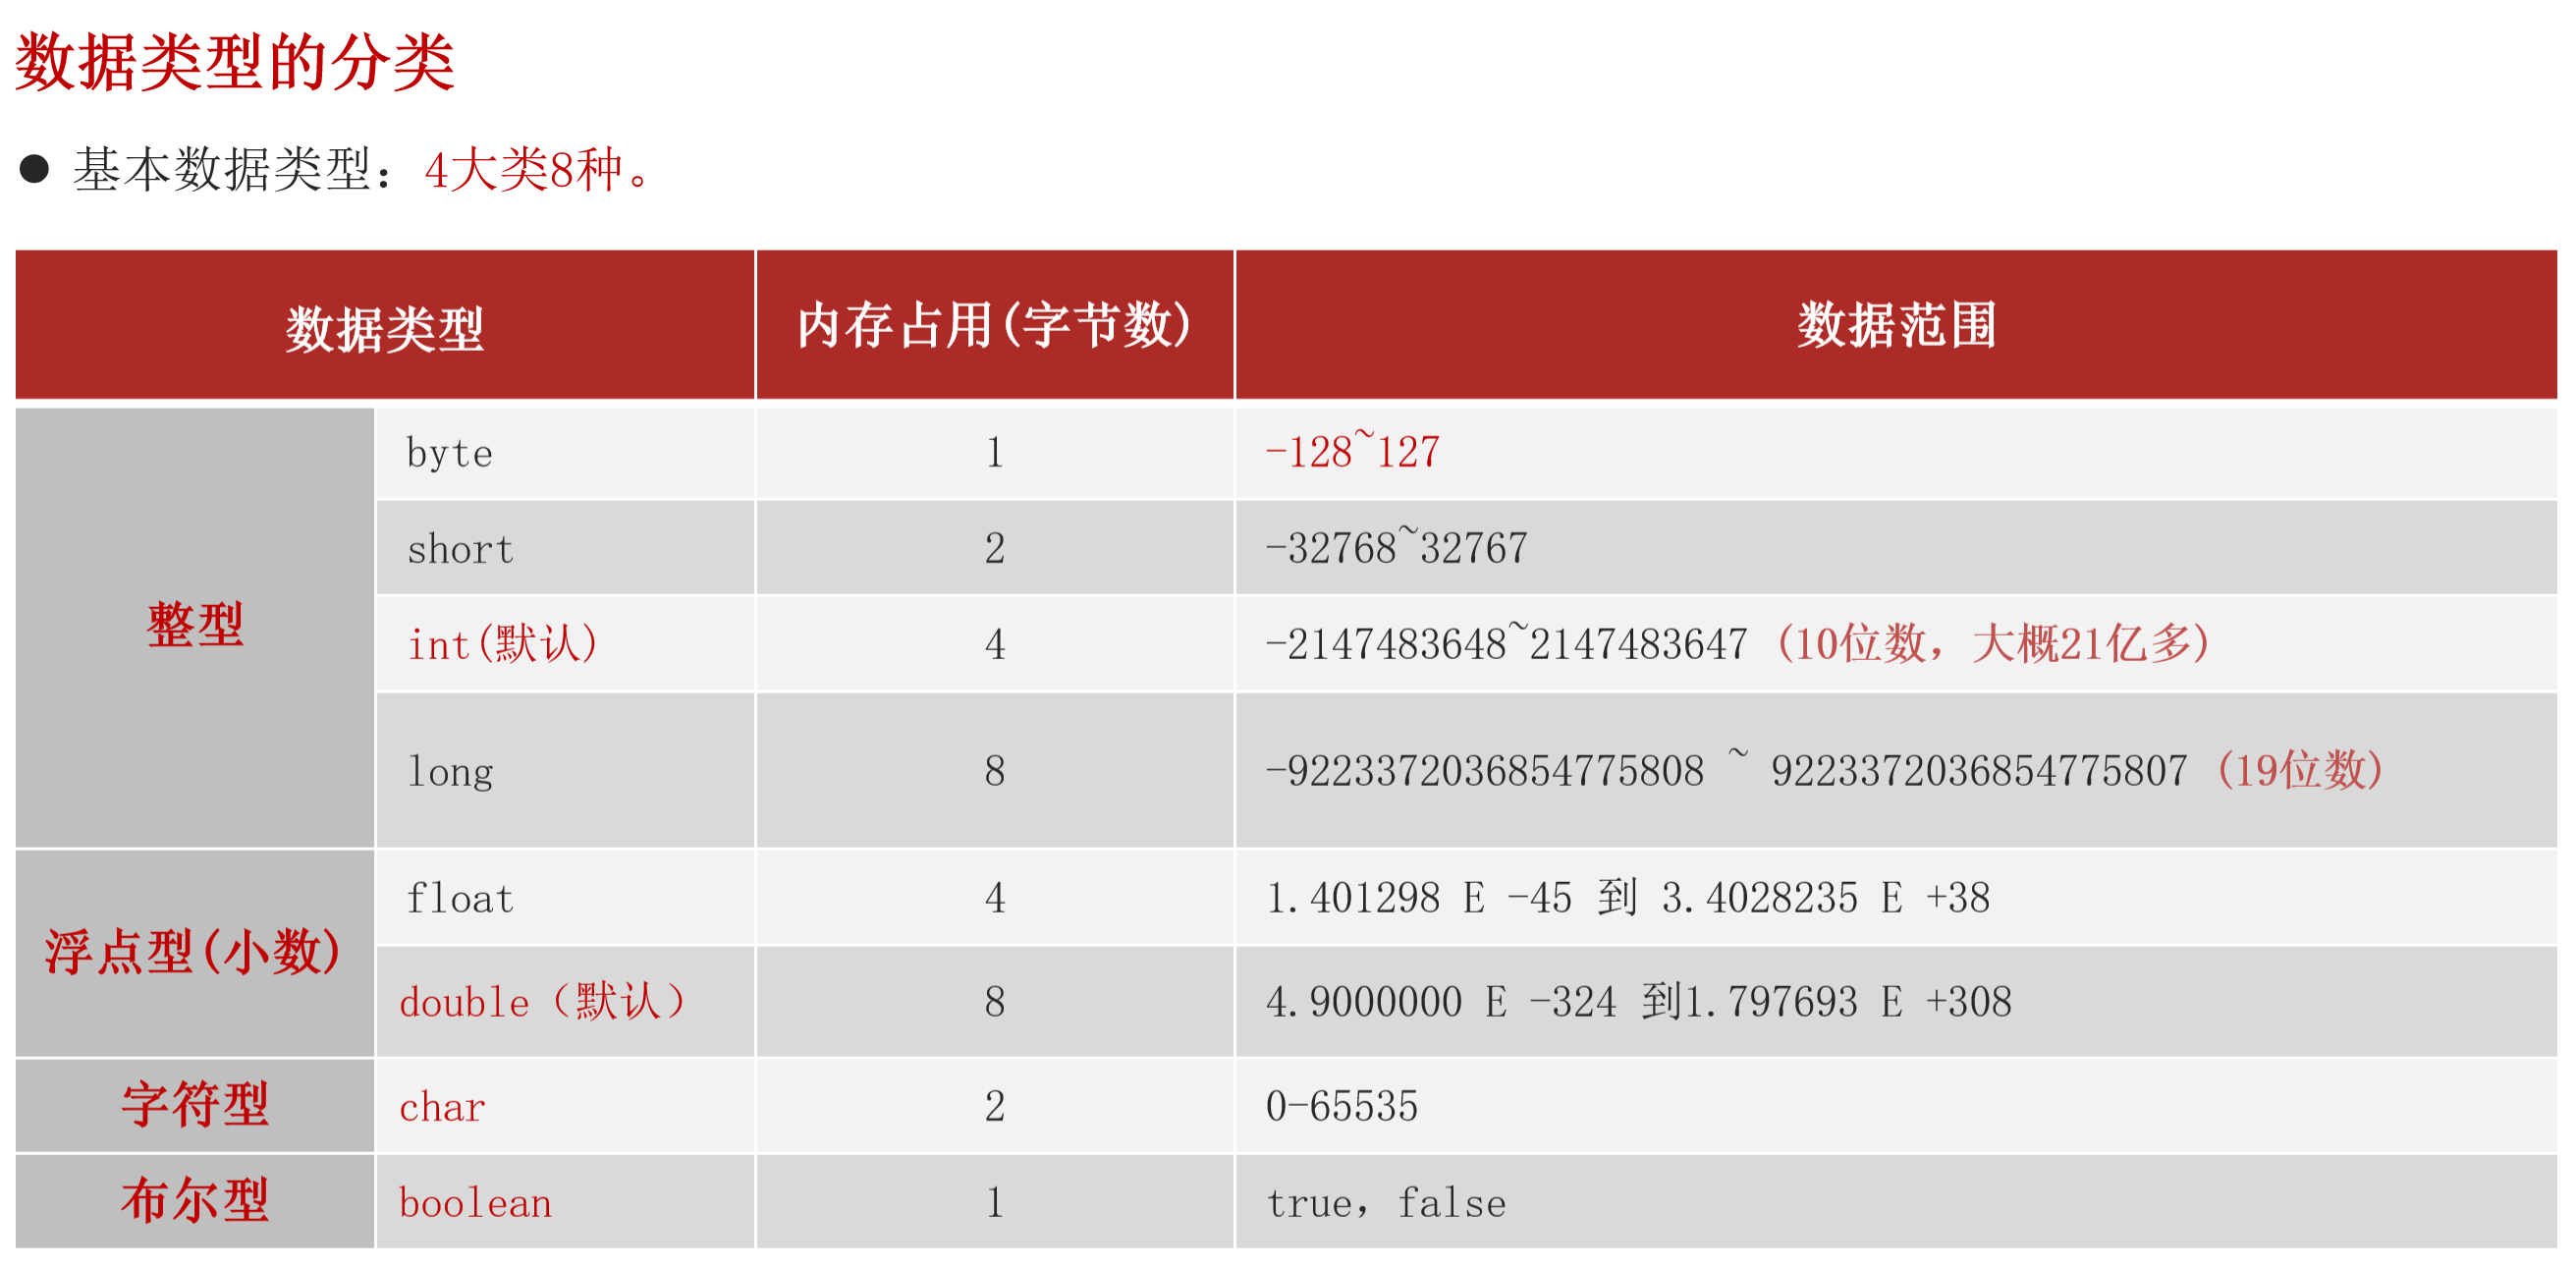 数据类型的分类
● 基本数据类型：4大类8种。
数据类型 内存占用(字节数) 数据范围
整型
byte 1 -128~127
short 2 -32768~32767
int(默认) 4 -2147483648~2147483647 (10位数，大概21亿多)
long 8 -9223372036854775808 ~ 9223372036854775807 (19位数)
浮点型(小数)
float 4 1.401298 E -45 到 3.4028235 E +38
double（默认） 8 4.9000000 E -324 到1.797693 E +308
字符型 char 2 0-65535
布尔型 boolean 1 true，false